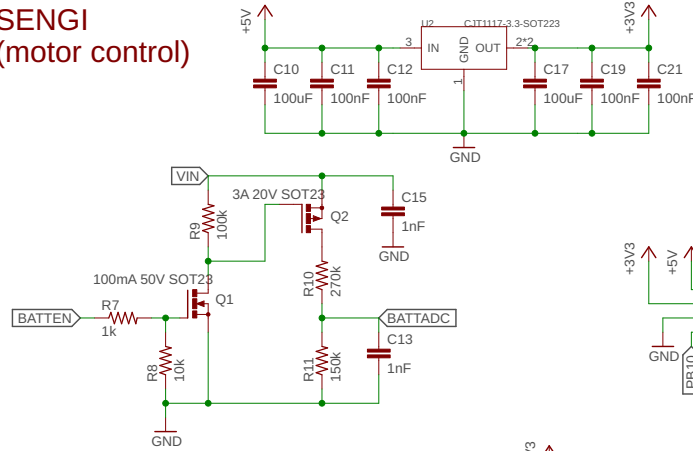 SENGI
(motor control)
+5V
U2
CJT1117-3.3-SOT223
3
IN
GND
OUT
2*2
1
+3V3
C10
100uF
C11
100nF
C12
100nF
C17
100uF
C19
100nF
C21
100nF
GND
VIN
3A 20V SOT23
R9
100k
Q2
C15
1nF
GND
100mA 50V SOT23
Q1
R10
270k
BATTEN
R7
1k
BATTADC
R8
10k
R11
150k
C13
1nF
GND
+3V3
+5V
GND
PB10